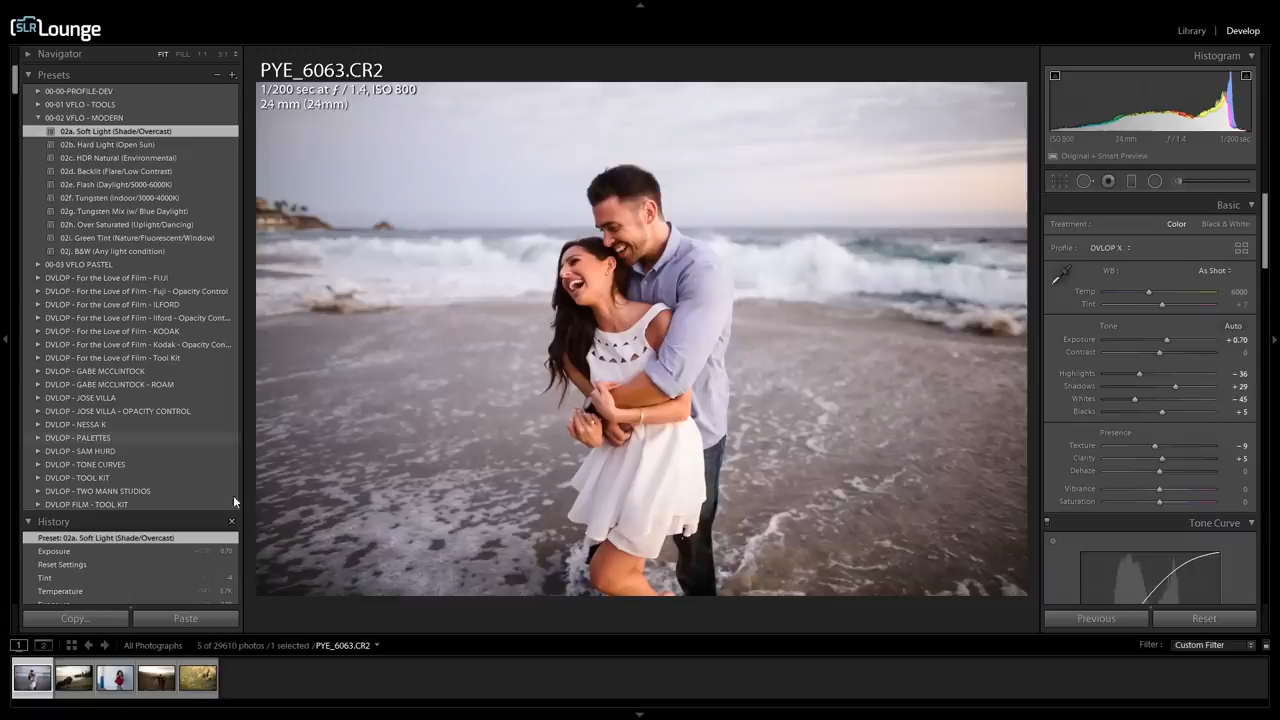 [SLR Lounge
Library | Develop
Navigator FIT FILL 1:1 3:1
Presets
00-00-PROFILE-DEV
00-01 VFLO - TOOLS
00-02 VFLO - MODERN
02a. Soft Light (Shade/Overcast)
02b. Hard Light (Open Sun)
02c. HDR Natural (Environmental)
02d. Backlit (Flare/Low Contrast)
02e. Flash (Daylight/5000-6000K)
02f. Tungsten (Indoor/3000-4000K)
02g. Tungsten Mix (w/ Blue Daylight)
02h. Over Saturated (Uplight/Dancing)
02i. Green Tint (Nature/Fluorescent/Window)
02j. B&W (Any light condition)
00-03 VFLO PASTEL
DVLOP - For the Love of Film - FUJI
DVLOP - For the Love of Film - Fuji - Opacity Control
DVLOP - For the Love of Film - ILFORD
DVLOP - For the Love of Film - Ilford - Opacity Cont...
DVLOP - For the Love of Film - KODAK
DVLOP - For the Love of Film - Kodak - Opacity Con...
DVLOP - For the Love of Film - Tool Kit
DVLOP - GABE MCCLINTOCK
DVLOP - GABE MCCLINTOCK - ROAM
DVLOP - JOSE VILLA
DVLOP - JOSE VILLA - OPACITY CONTROL
DVLOP - NESSA K
DVLOP - PALETTES
DVLOP - SAM HURD
DVLOP - TONE CURVES
DVLOP - TOOL KIT
DVLOP - TWO MANN STUDIOS
DVLOP FILM - TOOL KIT
History
Preset: 02a. Soft Light (Shade/Overcast)
Exposure +0.70 0.70
Reset Settings
Tint -4
Temperature 5.7K
Copy... Paste
PYE_6063.CR2
1/200 sec at ƒ / 1.4, ISO 800
24 mm (24mm)
Histogram
ISO 800 24 mm ƒ / 1.4 1/200 sec
Original + Smart Preview
Basic
Treatment: Color Black & White
Profile: DVLOP X
WB: As Shot
Temp 6000
Tint + 7
Tone Auto
Exposure + 0.70
Contrast 0
Highlights - 36
Shadows + 29
Whites - 45
Blacks + 5
Presence
Texture - 9
Clarity + 5
Dehaze 0
Vibrance 0
Saturation 0
Tone Curve
Previous Reset
1 2 All Photographs 5 of 29610 photos /1 selected /PYE_6063.CR2 Filter : Custom Filter